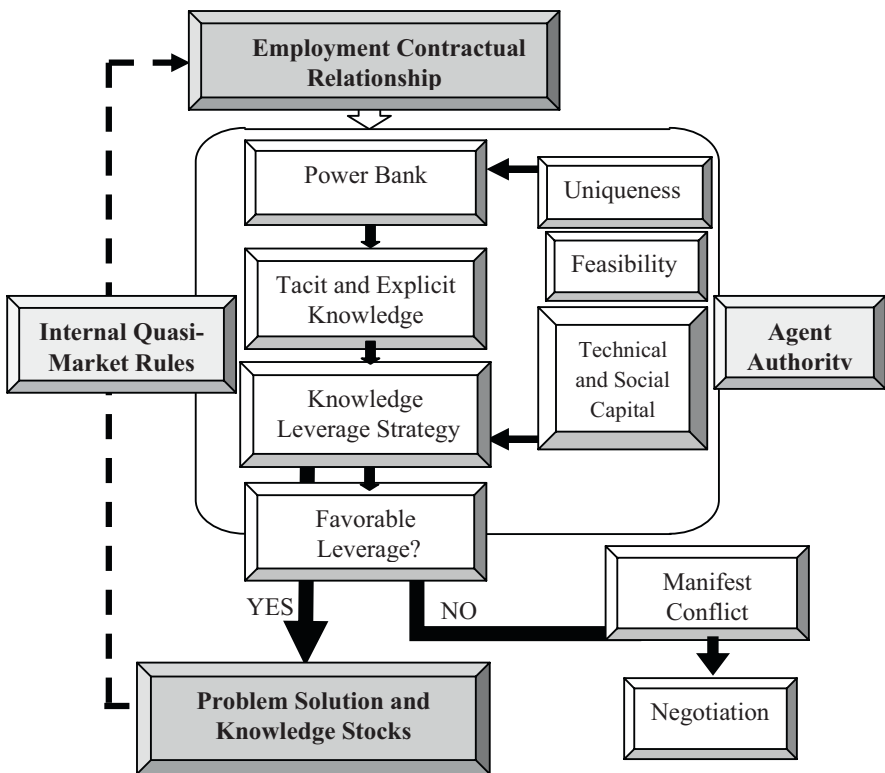 Employment Contractual
Relationship
Power Bank
Uniqueness
Tacit and Explicit
Knowledge
Feasibility
Internal Quasi-
Market Rules
Technical
and Social
Capital
Agent
Authority
Knowledge
Leverage Strategy
Favorable
Leverage?
YES
NO
Manifest
Conflict
Problem Solution and
Knowledge Stocks
Negotiation